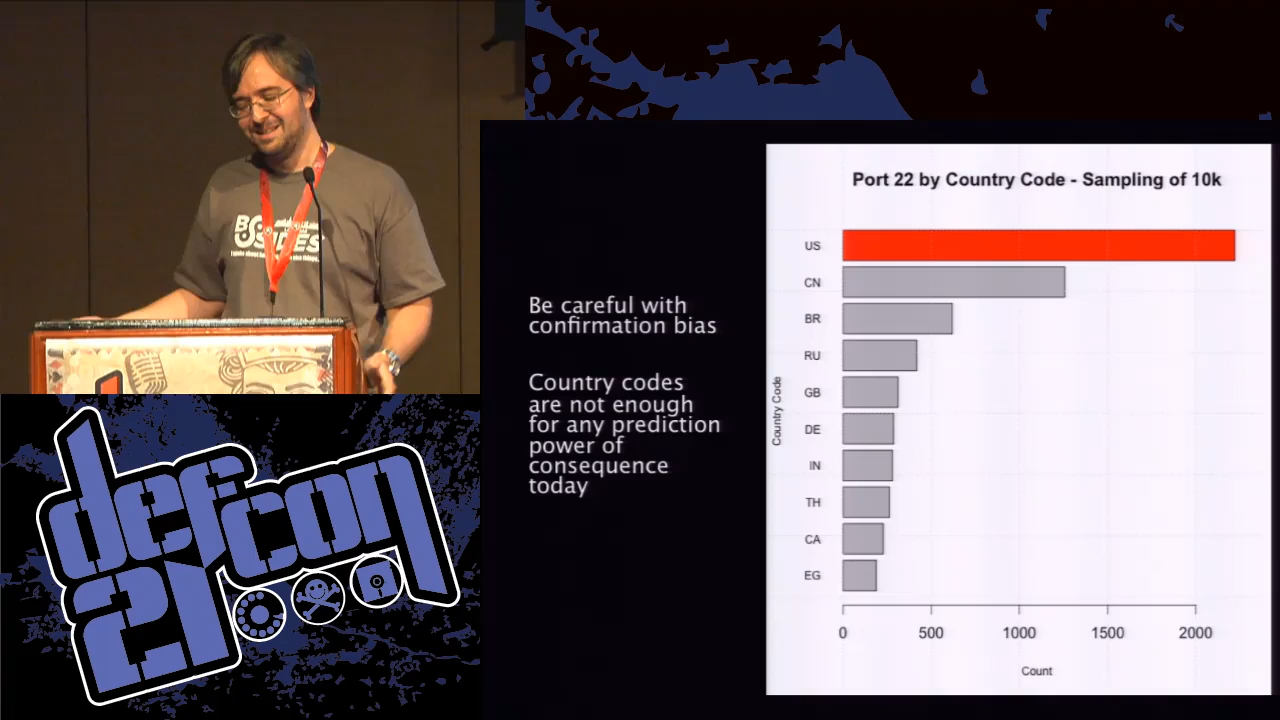 BSIDES
Be careful with
confirmation bias
Country codes
are not enough
for any prediction
power of
consequence
today
Port 22 by Country Code - Sampling of 10k
Country Code
US
CN
BR
RU
GB
DE
IN
TH
CA
EG
0 500 1000 1500 2000
Count
defcon
21